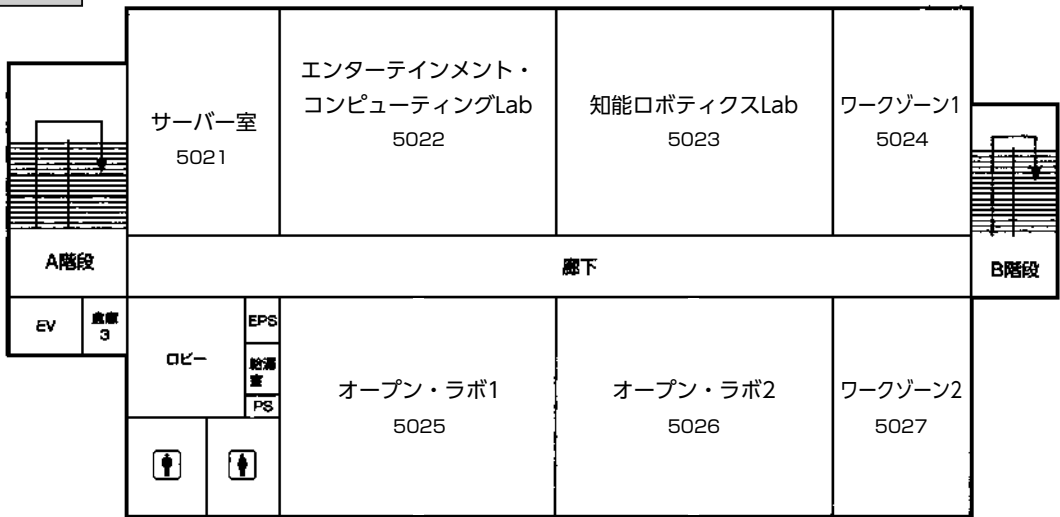 サーバー室
5021
エンターテインメント・
コンピューティングLab
5022
知能ロボティクスLab
5023
ワークゾーン1
5024
A階段
廊下
B階段
EV
倉庫
3
ロビー
EPS
給湯
室
PS
オープン・ラボ1
5025
オープン・ラボ2
5026
ワークゾーン2
5027